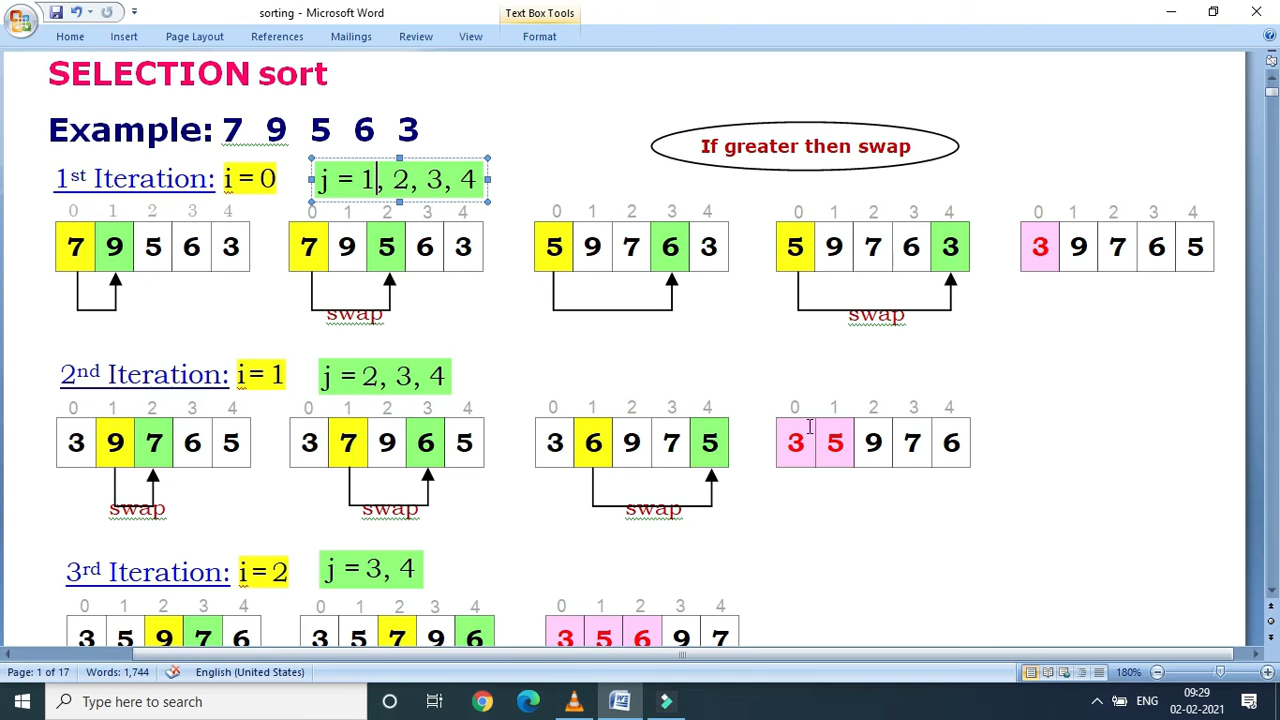 sorting - Microsoft Word
Text Box Tools
Home Insert Page Layout References Mailings Review View Format
SELECTION sort
Example: 7 9 5 6 3
If greater then swap
1st Iteration: i = 0 j = 1, 2, 3, 4
0 1 2 3 4 0 1 2 3 4 0 1 2 3 4 0 1 2 3 4 0 1 2 3 4
7 9 5 6 3 7 9 5 6 3 5 9 7 6 3 5 9 7 6 3 3 9 7 6 5
swap swap
2nd Iteration: i = 1 j = 2, 3, 4
0 1 2 3 4 0 1 2 3 4 0 1 2 3 4 0 1 2 3 4
3 9 7 6 5 3 7 9 6 5 3 6 9 7 5 3 5 9 7 6
swap swap swap
3rd Iteration: i = 2 j = 3, 4
0 1 2 3 4 0 1 2 3 4 0 1 2 3 4
3 5 9 7 6 3 5 7 9 6 3 5 6 9 7
Page: 1 of 17 Words: 1,744 English (United States) 180%
Type here to search
ENG
09:29
02-02-2021